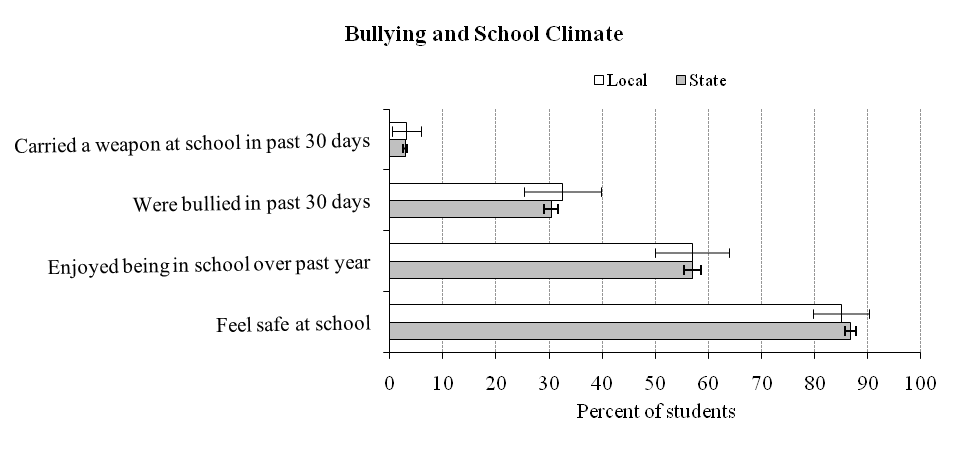 Bullying and School Climate
Local State
Carried a weapon at school in past 30 days
Were bullied in past 30 days
Enjoyed being in school over past year
Feel safe at school
0 10 20 30 40 50 60 70 80 90 100
Percent of students